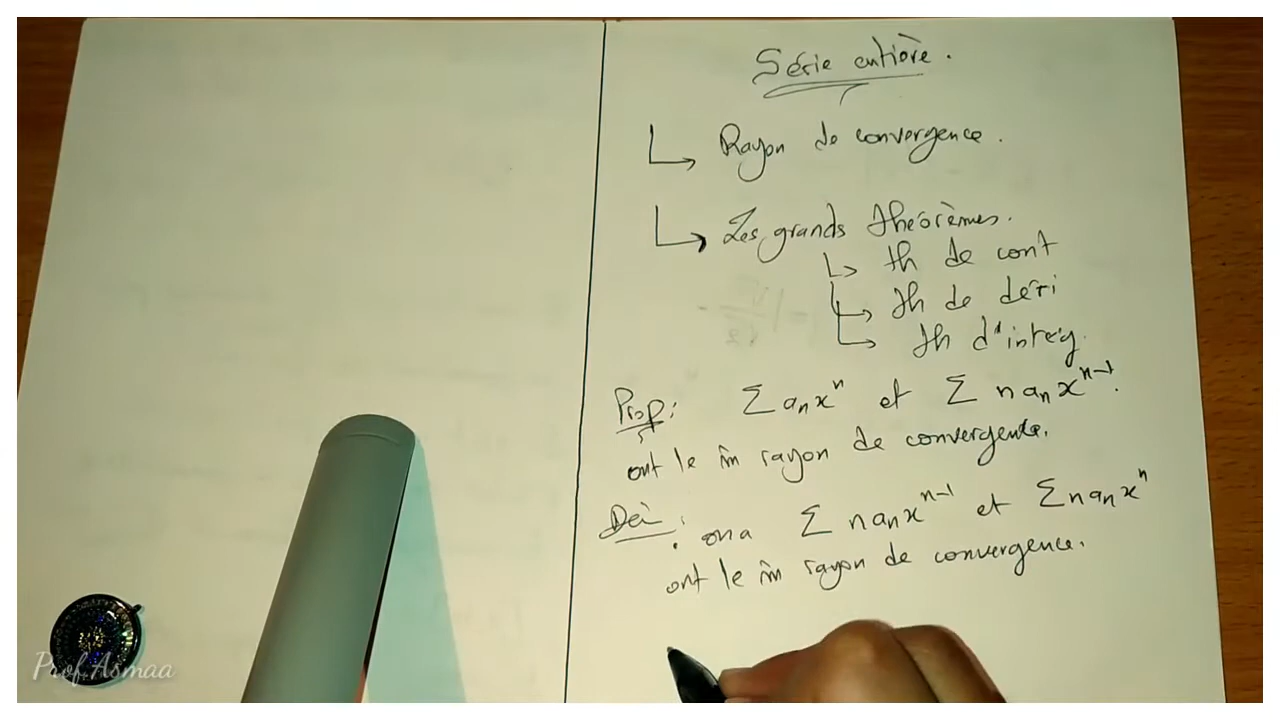 Série entière.
Rayon de convergence.
Les grands théorèmes.
th de cont
th de déri
th d'intég.
Prop: Σ aₙxⁿ et Σ n aₙ xⁿ⁻¹.
ont le m̂ rayon de convergence.
Dém: on a Σ n aₙ xⁿ⁻¹ et Σ n aₙ xⁿ
ont le m̂ rayon de convergence.
Prof.Asmaa